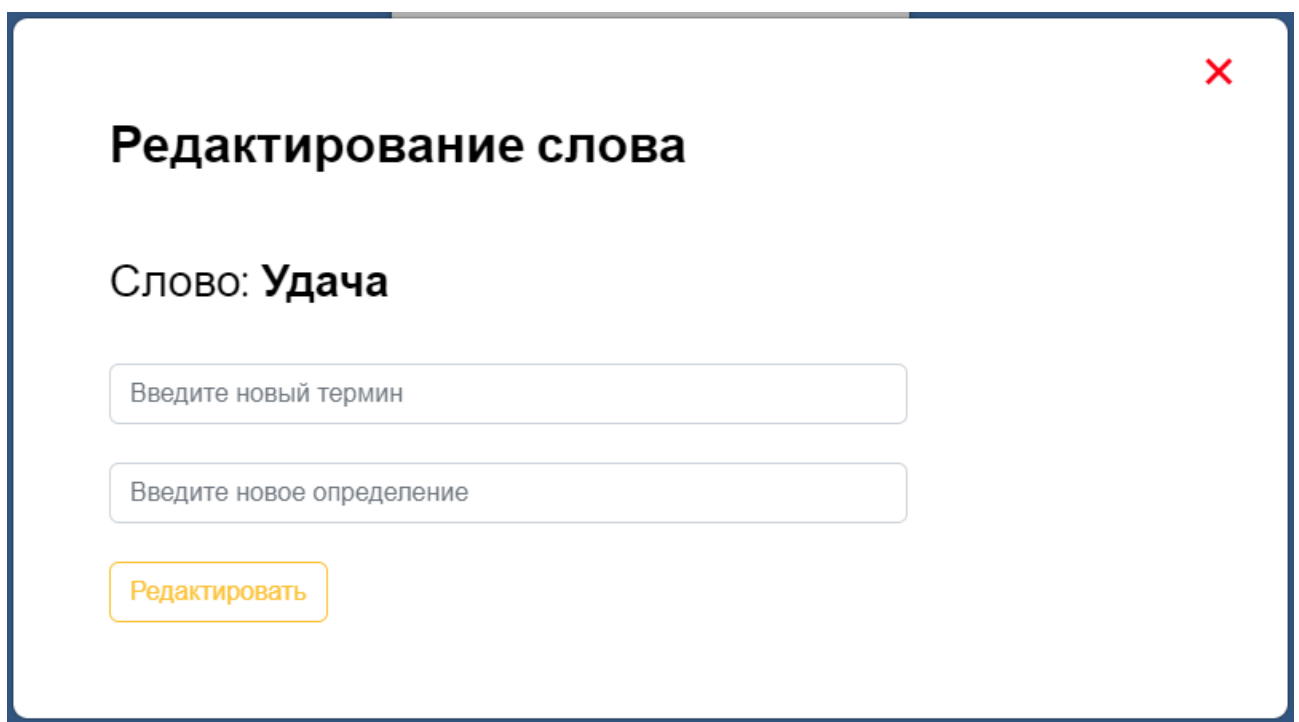 Редактирование слова
Слово: Удача
Введите новый термин
Введите новое определение
Редактировать